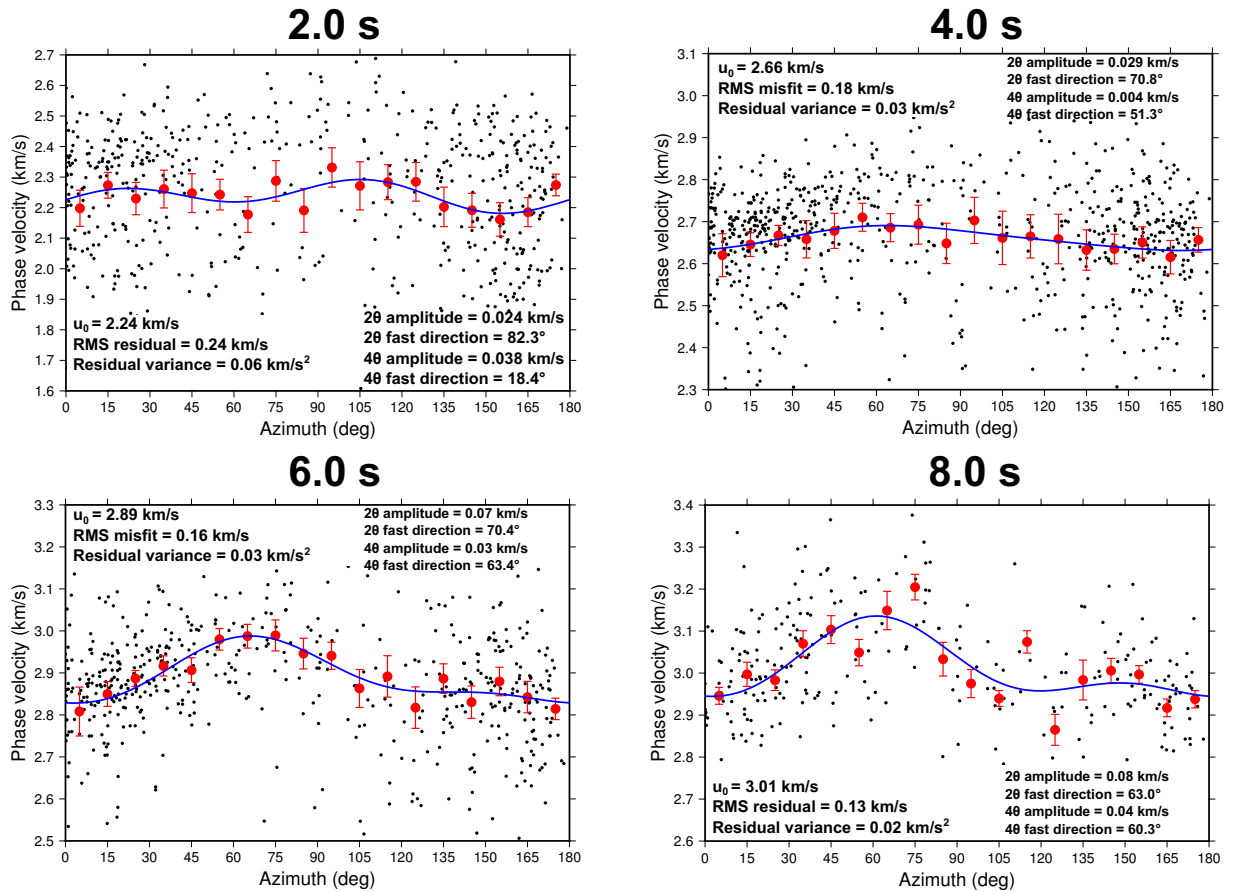 2.0 s
2.7
2.6
2.5
2.4
2.3
2.2
2.1
2.0
1.9
1.8
1.7
1.6
Phase velocity (km/s)
u0 = 2.24 km/s
RMS residual = 0.24 km/s
Residual variance = 0.06 km/s2
2θ amplitude = 0.024 km/s
2θ fast direction = 82.3°
4θ amplitude = 0.038 km/s
4θ fast direction = 18.4°
0 15 30 45 60 75 90 105 120 135 150 165 180
Azimuth (deg)
4.0 s
3.1
3.0
2.9
2.8
2.7
2.6
2.5
2.4
2.3
Phase velocity (km/s)
u0 = 2.66 km/s
RMS misfit = 0.18 km/s
Residual variance = 0.03 km/s2
2θ amplitude = 0.029 km/s
2θ fast direction = 70.8°
4θ amplitude = 0.004 km/s
4θ fast direction = 51.3°
0 15 30 45 60 75 90 105 120 135 150 165 180
Azimuth (deg)
6.0 s
3.3
3.2
3.1
3.0
2.9
2.8
2.7
2.6
2.5
Phase velocity (km/s)
u0 = 2.89 km/s
RMS misfit = 0.16 km/s
Residual variance = 0.03 km/s2
2θ amplitude = 0.07 km/s
2θ fast direction = 70.4°
4θ amplitude = 0.03 km/s
4θ fast direction = 63.4°
0 15 30 45 60 75 90 105 120 135 150 165 180
Azimuth (deg)
8.0 s
3.4
3.3
3.2
3.1
3.0
2.9
2.8
2.7
2.6
Phase velocity (km/s)
u0 = 3.01 km/s
RMS residual = 0.13 km/s
Residual variance = 0.02 km/s2
2θ amplitude = 0.08 km/s
2θ fast direction = 63.0°
4θ amplitude = 0.04 km/s
4θ fast direction = 60.3°
0 15 30 45 60 75 90 105 120 135 150 165 180
Azimuth (deg)